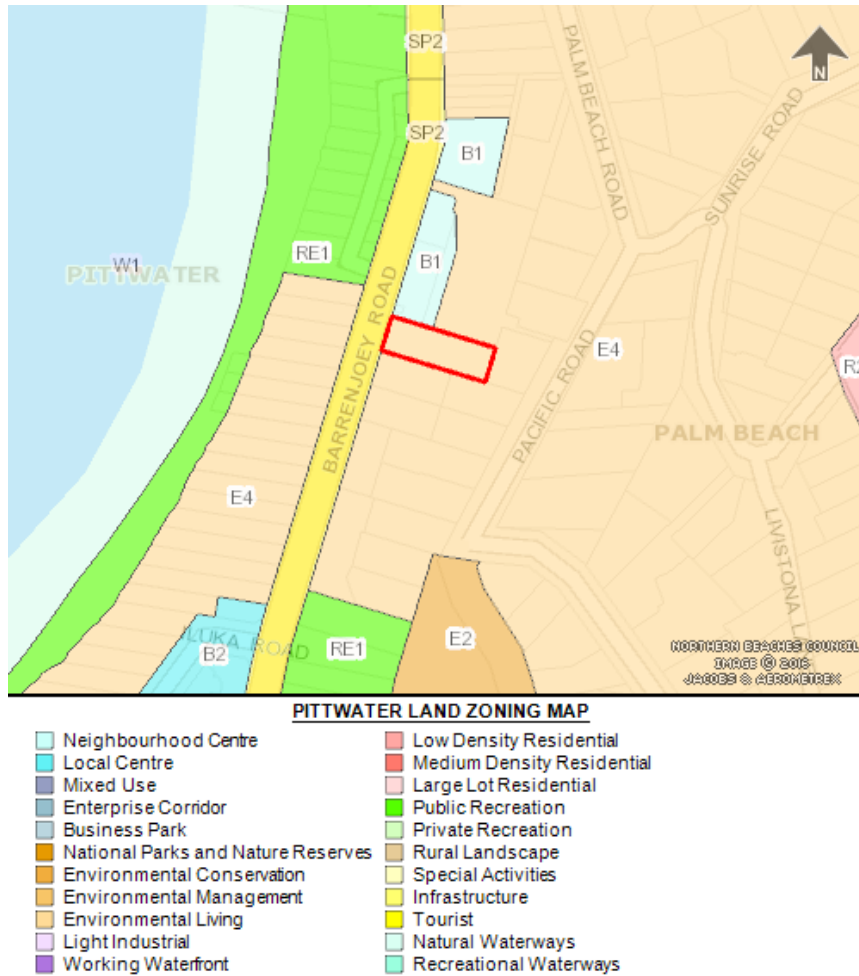 SP2
SP2
PALM BEACH ROAD
N
SUNRISE ROAD
B1
RE1
W1
PITTWATER
B1
BARRENJOEY ROAD
E4
R2
PACIFIC ROAD
PALM BEACH
E4
LIVISTONA
ILUKA ROAD
B2
RE1
E2
NORTHERN BEACHES COUNCIL
IMAGE © 2016
JACOBS & AEROMETREX
PITTWATER LAND ZONING MAP
Neighbourhood Centre
Local Centre
Mixed Use
Enterprise Corridor
Business Park
National Parks and Nature Reserves
Environmental Conservation
Environmental Management
Environmental Living
Light Industrial
Working Waterfront
Low Density Residential
Medium Density Residential
Large Lot Residential
Public Recreation
Private Recreation
Rural Landscape
Special Activities
Infrastructure
Tourist
Natural Waterways
Recreational Waterways